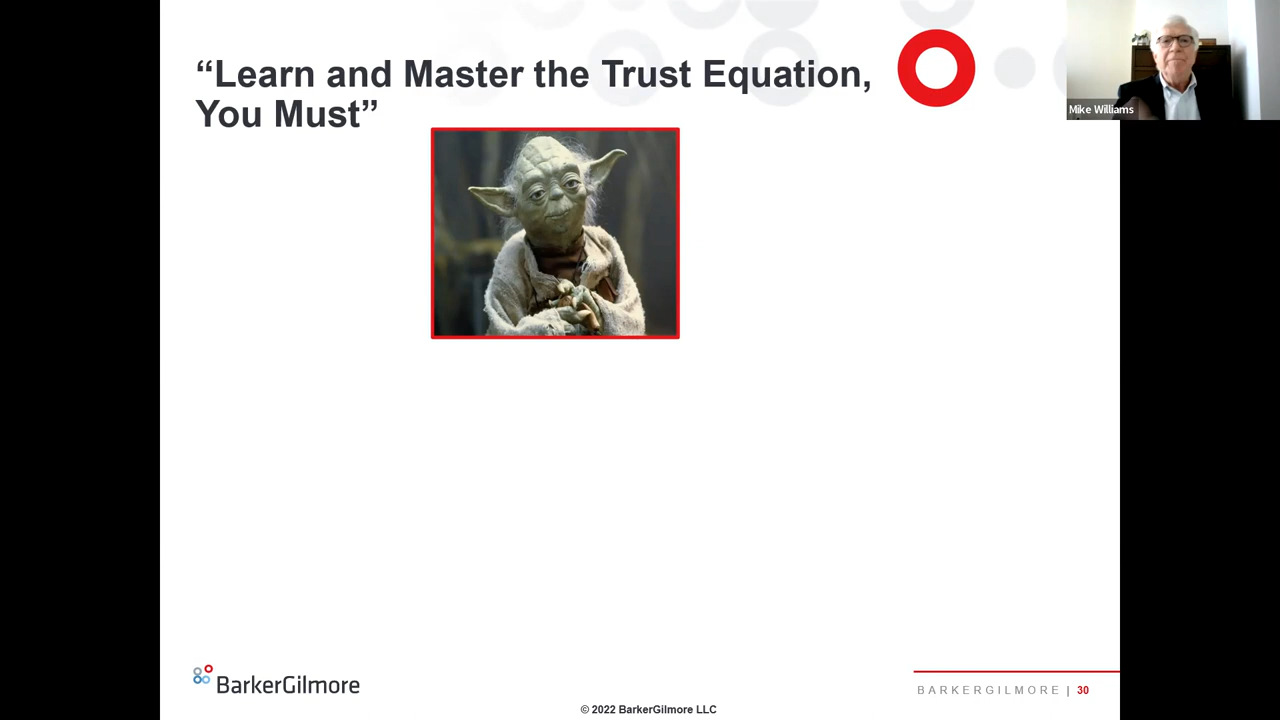 “Learn and Master the Trust Equation,
You Must”
Mike Williams
BarkerGilmore
BARKERGILMORE | 30
© 2022 BarkerGilmore LLC